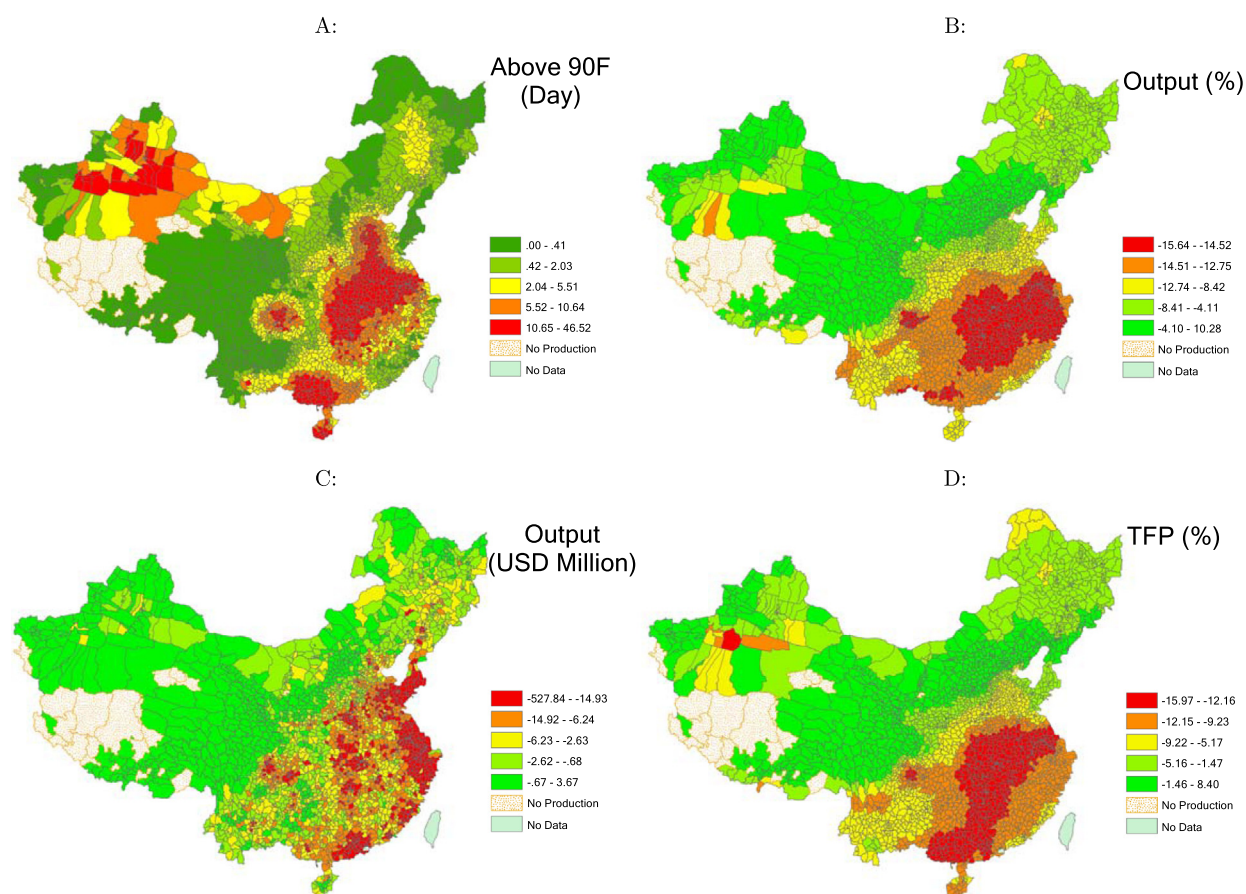 A:
Above 90F
(Day)
.00 - .41
.42 - 2.03
2.04 - 5.51
5.52 - 10.64
10.65 - 46.52
No Production
No Data
B:
Output (%)
-15.64 - -14.52
-14.51 - -12.75
-12.74 - -8.42
-8.41 - -4.11
-4.10 - 10.28
No Production
No Data
C:
Output
(USD Million)
-527.84 - -14.93
-14.92 - -6.24
-6.23 - -2.63
-2.62 - -.68
-.67 - 3.67
No Production
No Data
D:
TFP (%)
-15.97 - -12.16
-12.15 - -9.23
-9.22 - -5.17
-5.16 - -1.47
-1.46 - 8.40
No Production
No Data